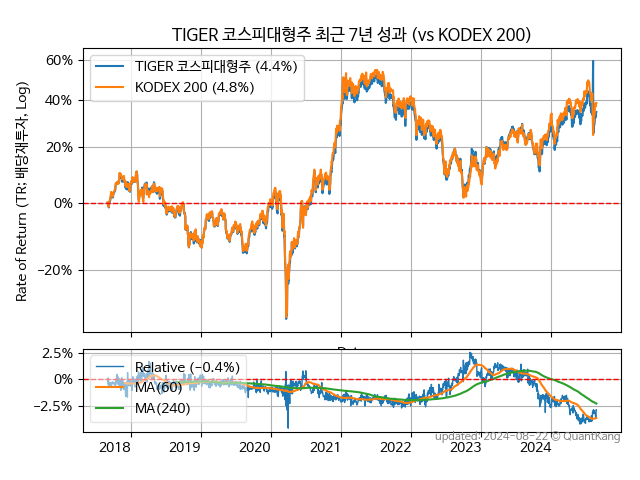 TIGER 코스피대형주 최근 7년 성과 (vs KODEX 200)
TIGER 코스피대형주 (4.4%)
KODEX 200 (4.8%)
Rate of Return (TR: 배당재투자, Log)
60%
40%
20%
0%
−20%
Relative (−0.4%)
MA(60)
MA(240)
2.5%
0%
−2.5%
2018
2019
2020
2021
2022
2023
2024
updated: 2024-08-22 © QuantKang